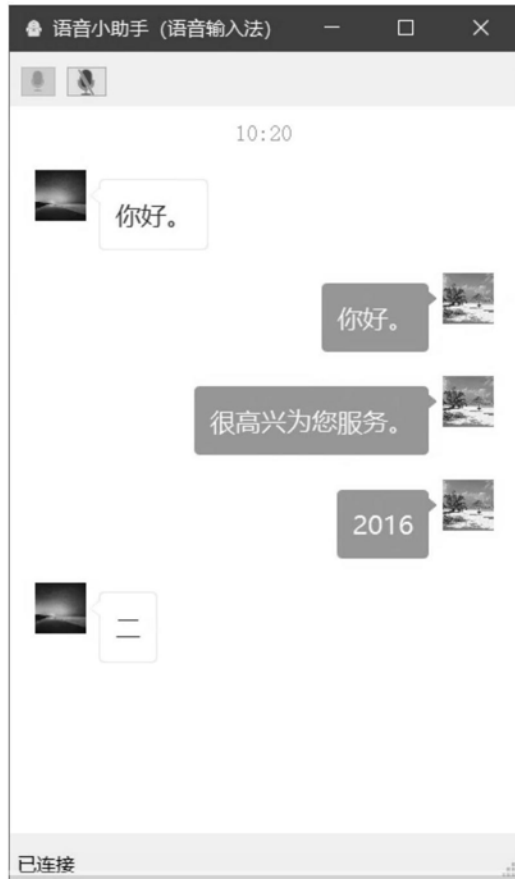 语音小助手 (语音输入法)
10:20
你好。
你好。
很高兴为您服务。
2016
二
已连接